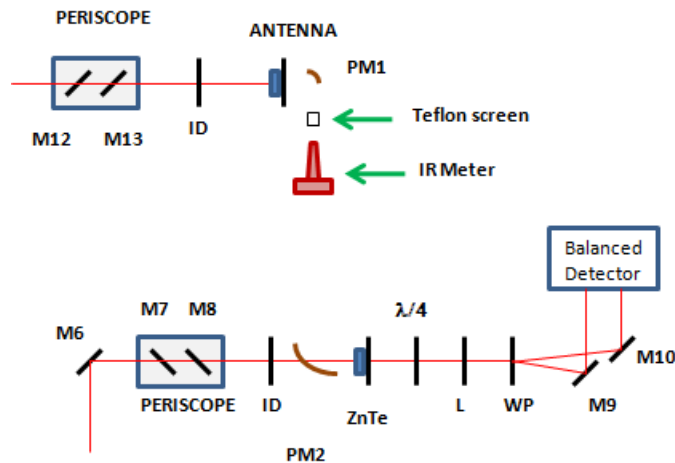 PERISCOPE
ANTENNA
PM1
M12
M13
ID
Teflon screen
IR Meter
Balanced
Detector
M7
M8
λ/4
M6
M10
PERISCOPE
ID
ZnTe
L
WP
M9
PM2